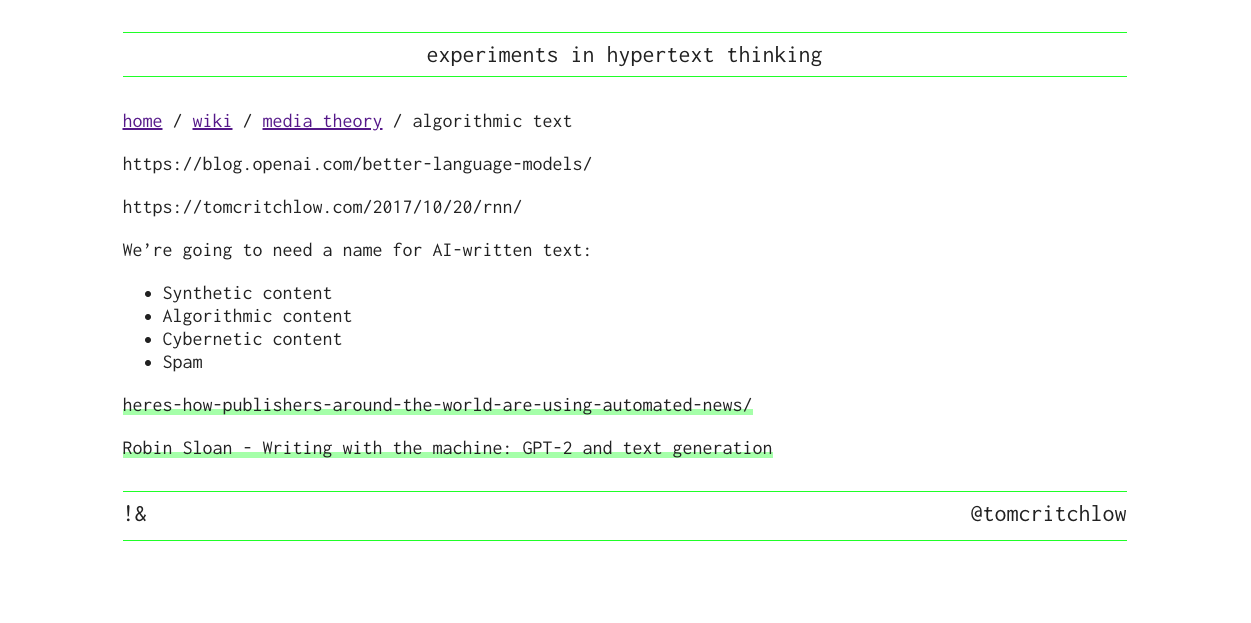 experiments in hypertext thinking
home / wiki / media theory / algorithmic text
https://blog.openai.com/better-language-models/
https://tomcritchlow.com/2017/10/20/rnn/
We’re going to need a name for AI-written text:
• Synthetic content
• Algorithmic content
• Cybernetic content
• Spam
heres-how-publishers-around-the-world-are-using-automated-news/
Robin Sloan - Writing with the machine: GPT-2 and text generation
!& @tomcritchlow